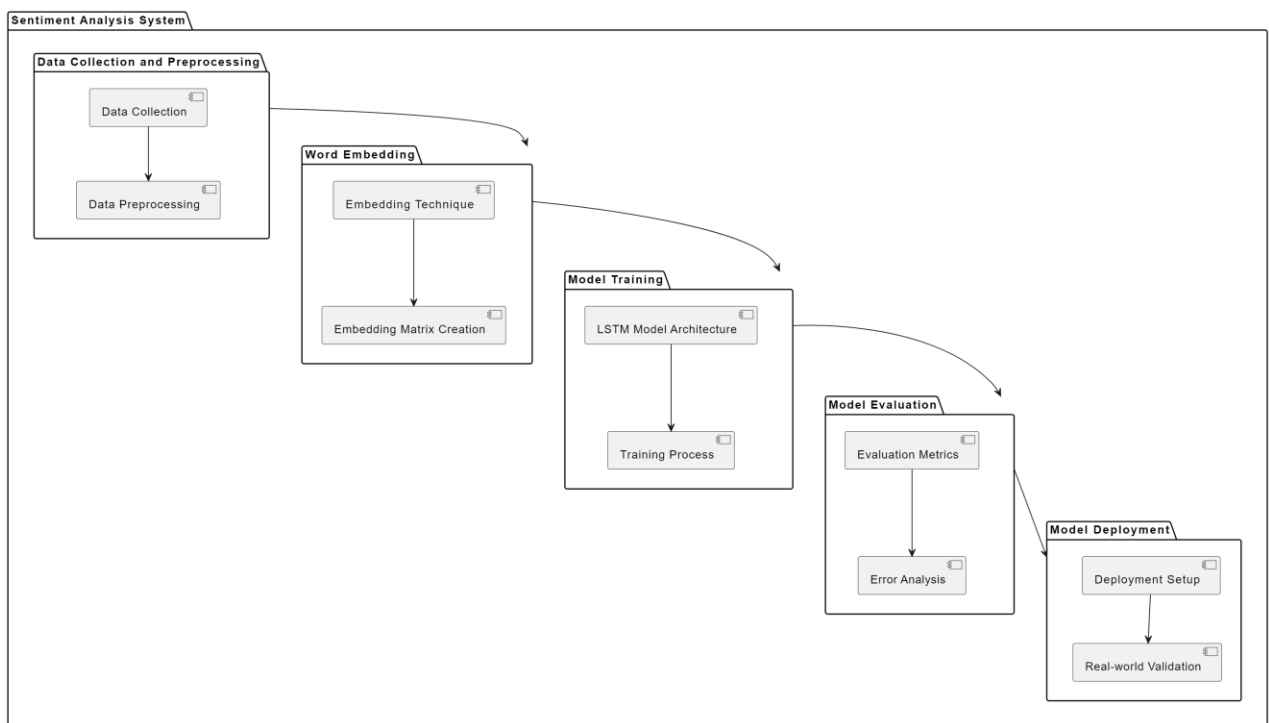 Sentiment Analysis System
Data Collection and Preprocessing
Data Collection
Data Preprocessing
Word Embedding
Embedding Technique
Embedding Matrix Creation
Model Training
LSTM Model Architecture
Training Process
Model Evaluation
Evaluation Metrics
Error Analysis
Model Deployment
Deployment Setup
Real-world Validation